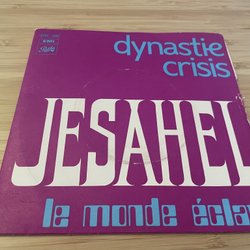 dynastie
crisis
JESAHEL
le monde écla